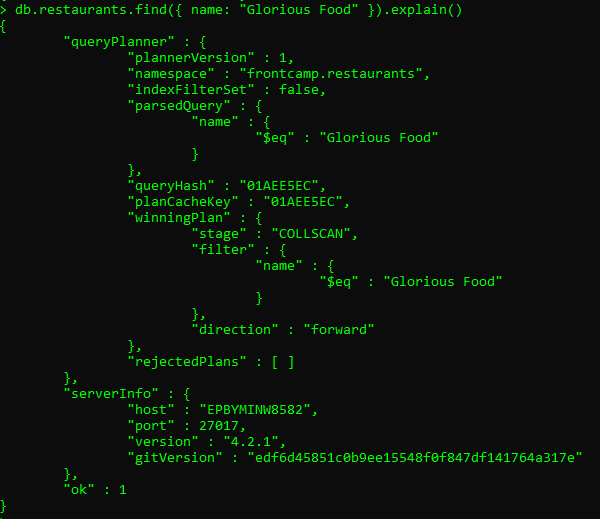 > db.restaurants.find({ name: "Glorious Food" }).explain()
{
        "queryPlanner" : {
                "plannerVersion" : 1,
                "namespace" : "frontcamp.restaurants",
                "indexFilterSet" : false,
                "parsedQuery" : {
                        "name" : {
                                "$eq" : "Glorious Food"
                        }
                },
                "queryHash" : "01AEE5EC",
                "planCacheKey" : "01AEE5EC",
                "winningPlan" : {
                        "stage" : "COLLSCAN",
                        "filter" : {
                                "name" : {
                                        "$eq" : "Glorious Food"
                                }
                        },
                        "direction" : "forward"
                },
                "rejectedPlans" : [ ]
        },
        "serverInfo" : {
                "host" : "EPBYMINW8582",
                "port" : 27017,
                "version" : "4.2.1",
                "gitVersion" : "edf6d45851c0b9ee15548f0f847df141764a317e"
        },
        "ok" : 1
}